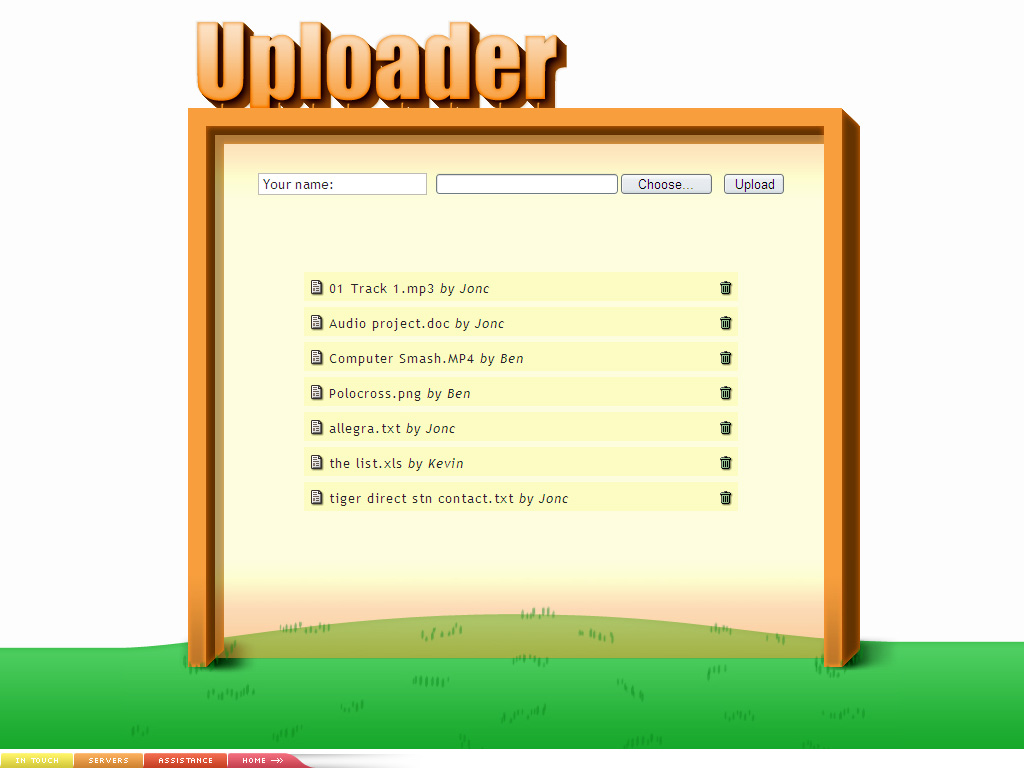 Uploader
Your name: Choose... Upload
01 Track 1.mp3 by Jonc
Audio project.doc by Jonc
Computer Smash.MP4 by Ben
Polocross.png by Ben
allegra.txt by Jonc
the list.xls by Kevin
tiger direct stn contact.txt by Jonc
IN TOUCH SERVERS ASSISTANCE HOME